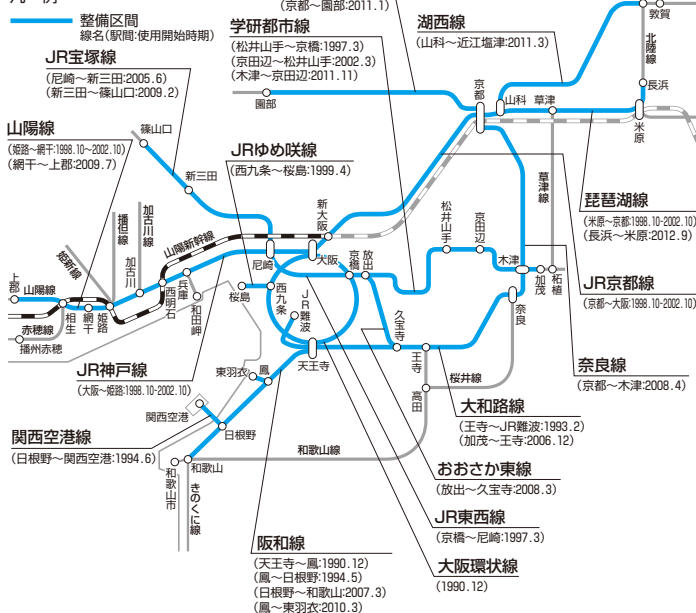 整備区間
線名(駅間:使用開始時期)
(京都～園部:2011.1)
湖西線
(山科～近江塩津:2011.3)
敦賀
北陸線
長浜
米原
学研都市線
(松井山手～京橋:1997.3)
(京田辺～松井山手:2002.3)
(木津～京田辺:2011.11)
JR宝塚線
(尼崎～新三田:2005.6)
(新三田～篠山口:2009.2)
園部
京都
山科
草津
草津線
琵琶湖線
(米原～京都:1998.10-2002.10)
(長浜～米原:2012.9)
山陽線
(姫路～網干:1998.10～2002.10)
(網干～上郡:2009.7)
篠山口
新三田
JRゆめ咲線
(西九条～桜島:1999.4)
新大阪
松井山手
京田辺
木津
加茂
柘植
JR京都線
(京都～大阪:1998.10-2002.10)
姫新線
播但線
加古川線
加古川
山陽新幹線
尼崎
大阪
京橋
放出
上郡
山陽線
相生
網干
姫路
西明石
兵庫
和田岬
桜島
西九条
JR難波
久宝寺
王寺
奈良
赤穂線
播州赤穂
天王寺
奈良線
(京都～木津:2008.4)
JR神戸線
(大阪～姫路:1998.10-2002.10)
東羽衣
鳳
高田
桜井線
大和路線
(王寺～JR難波:1993.2)
(加茂～王寺:2006.12)
関西空港
日根野
関西空港線
(日根野～関西空港:1994.6)
和歌山線
和歌山
和歌山市
きのくに線
おおさか東線
(放出～久宝寺:2008.3)
JR東西線
(京橋～尼崎:1997.3)
阪和線
(天王寺～鳳:1990.12)
(鳳～日根野:1994.5)
(日根野～和歌山:2007.3)
(鳳～東羽衣:2010.3)
大阪環状線
(1990.12)